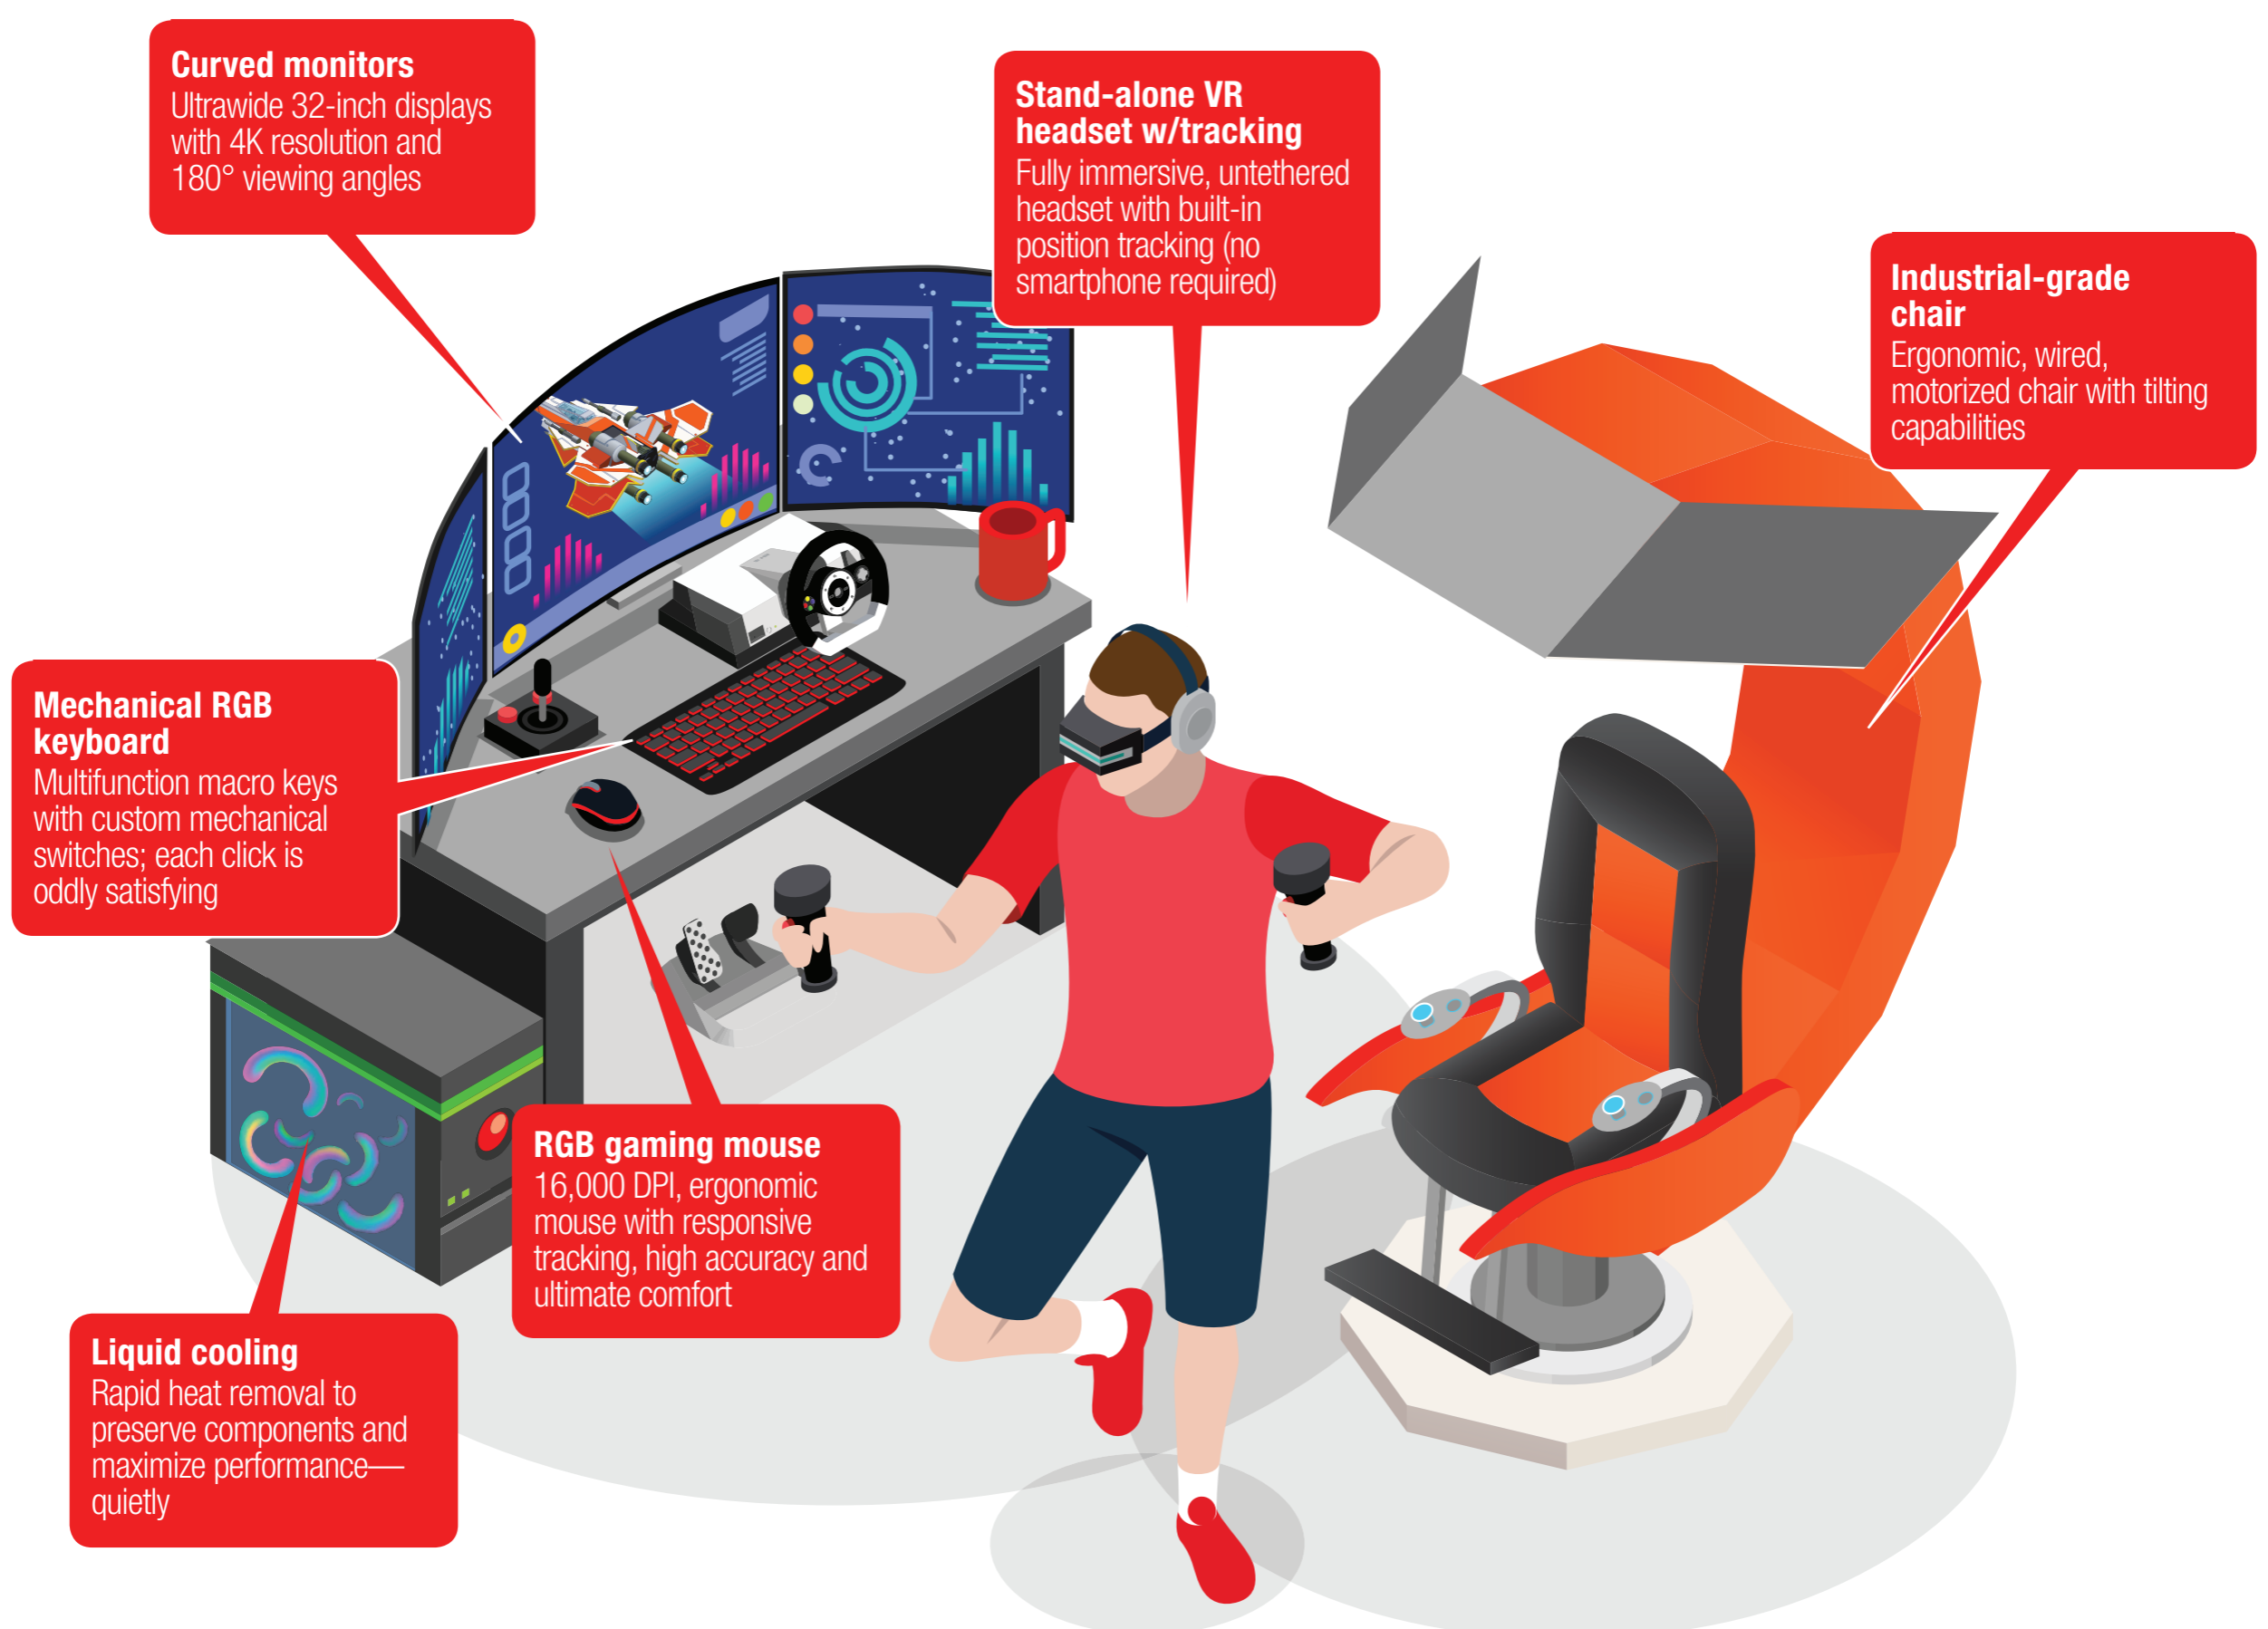 Curved monitors
Ultrawide 32-inch displays
with 4K resolution and
180° viewing angles
Stand-alone VR
headset w/tracking
Fully immersive, untethered
headset with built-in
position tracking (no
smartphone required)
Industrial-grade
chair
Ergonomic, wired,
motorized chair with tilting
capabilities
Mechanical RGB
keyboard
Multifunction macro keys
with custom mechanical
switches; each click is
oddly satisfying
RGB gaming mouse
16,000 DPI, ergonomic
mouse with responsive
tracking, high accuracy and
ultimate comfort
Liquid cooling
Rapid heat removal to
preserve components and
maximize performance—
quietly